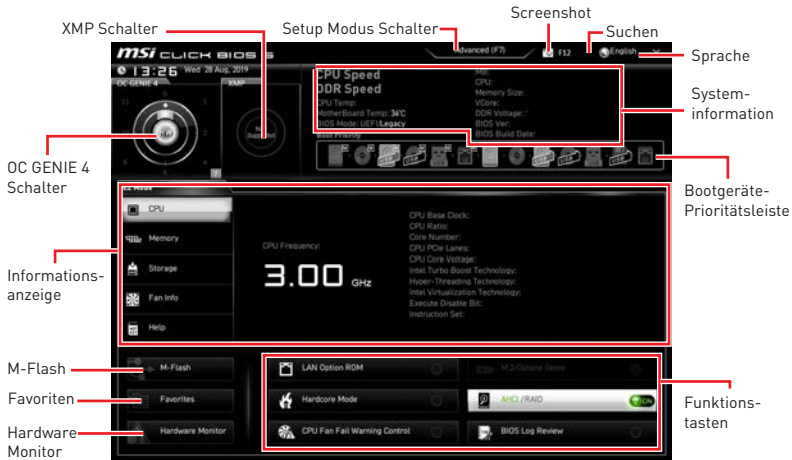 Screenshot
XMP Schalter
Setup Modus Schalter
Suchen
Sprache
msi CLICK BIOS 5
Advanced (F7)
F12
English
13:26 Wed 28 Aug, 2019
OC GENIE 4
XMP
CPU Speed
DDR Speed
CPU Temp:
MotherBoard Temp: 34°C
BIOS Mode: UEFI/Legacy
Boot Priority
MB:
CPU:
Memory Size:
VCore:
DDR Voltage:
BIOS Ver:
BIOS Build Date:
System-
information
OC GENIE 4
Schalter
Bootgeräte-
Prioritätsleiste
EZ Mode
CPU
Memory
Storage
Fan Info
Help
CPU Frequency:
3.00 GHz
CPU Base Clock:
CPU Ratio:
Core Number:
CPU PCIe Lanes:
CPU Core Voltage:
Intel Turbo Boost Technology:
Hyper-Threading Technology:
Intel Virtualization Technology:
Execute Disable Bit:
Instruction Set:
Informations-
anzeige
M-Flash
Favoriten
Hardware
Monitor
M-Flash
Favorites
Hardware Monitor
LAN Option ROM
Hardcore Mode
CPU Fan Fail Warning Control
AHCI /RAID
ON
BIOS Log Review
Funktions-
tasten